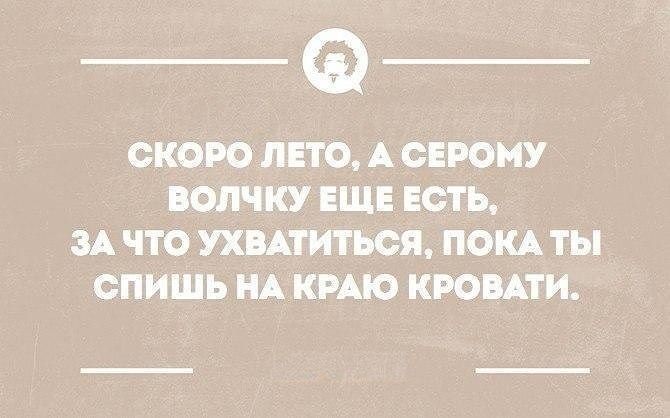 СКОРО ЛЕТО, А СЕРОМУ
ВОЛЧКУ ЕЩЕ ЕСТЬ,
ЗА ЧТО УХВАТИТЬСЯ, ПОКА ТЫ
СПИШЬ НА КРАЮ КРОВАТИ.